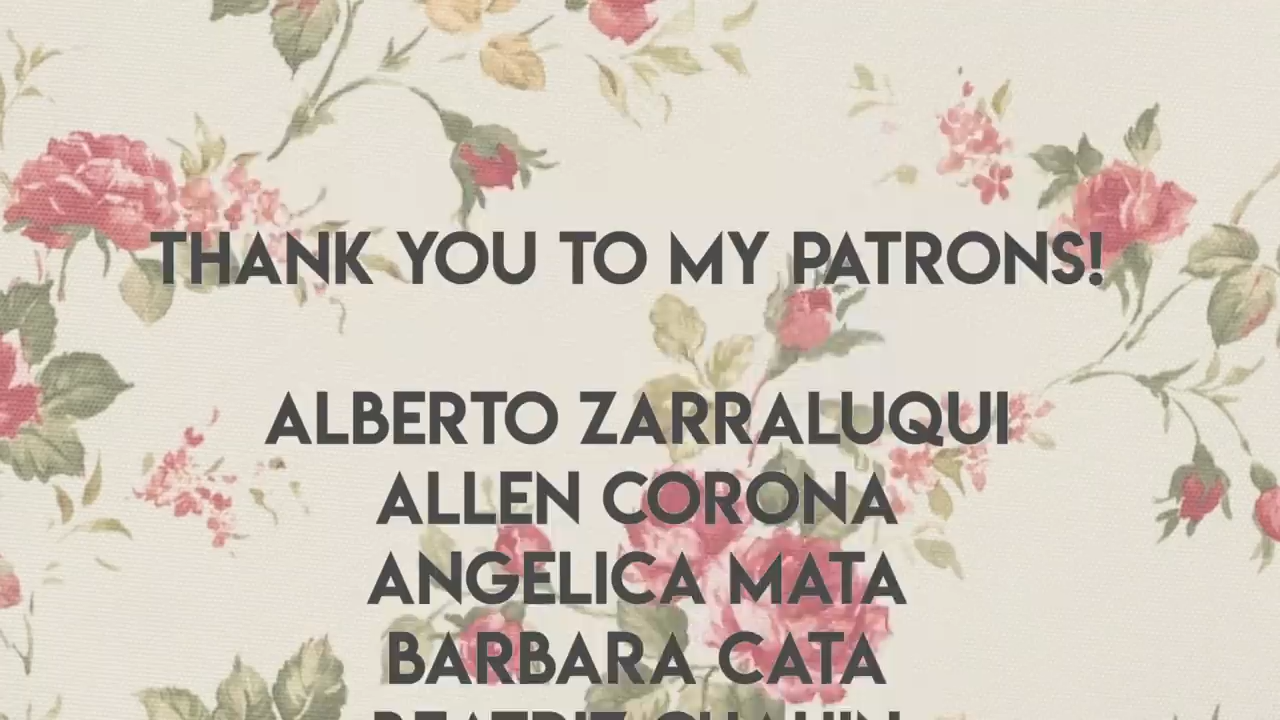 THANK YOU TO MY PATRONS!
ALBERTO ZARRALUQUI
ALLEN CORONA
ANGELICA MATA
BARBARA CATA